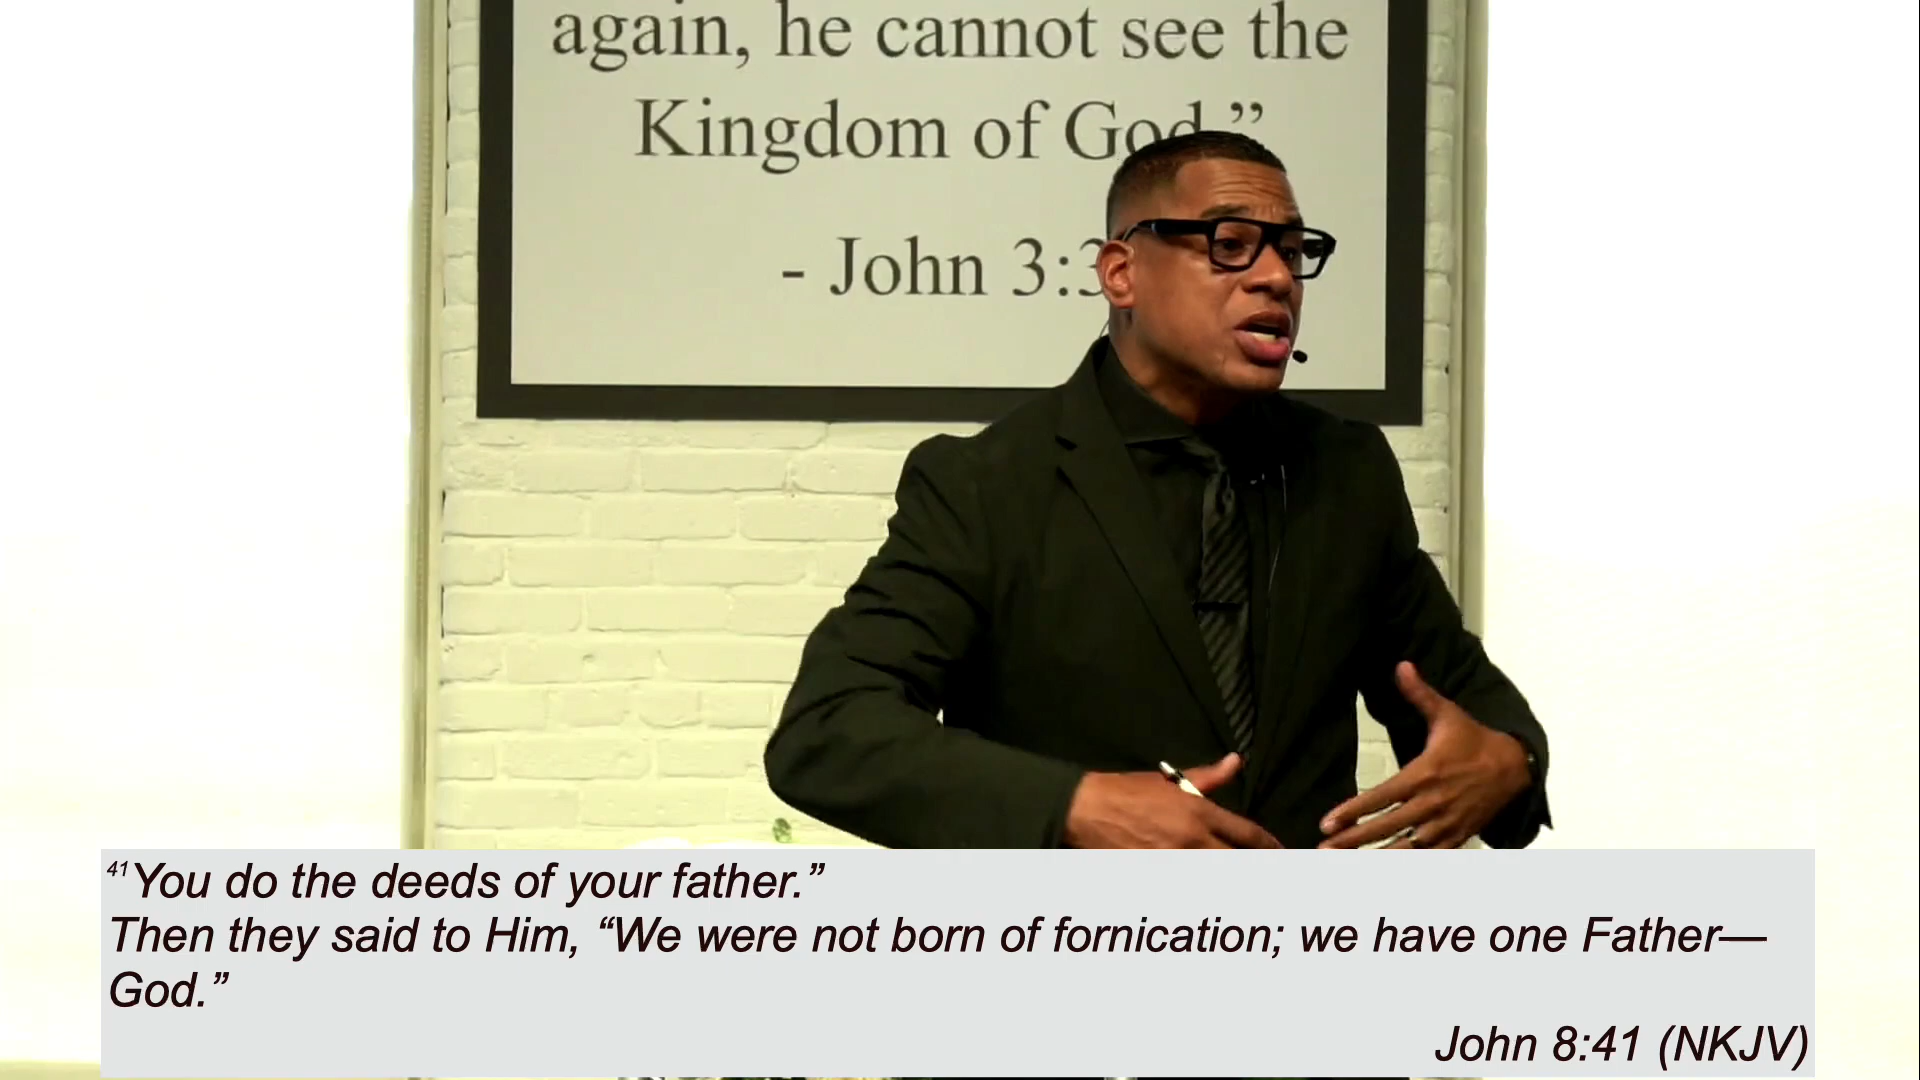 again, he cannot see the
Kingdom of God.”
- John 3:3
41 You do the deeds of your father.”
Then they said to Him, “We were not born of fornication; we have one Father—
God.”
John 8:41 (NKJV)